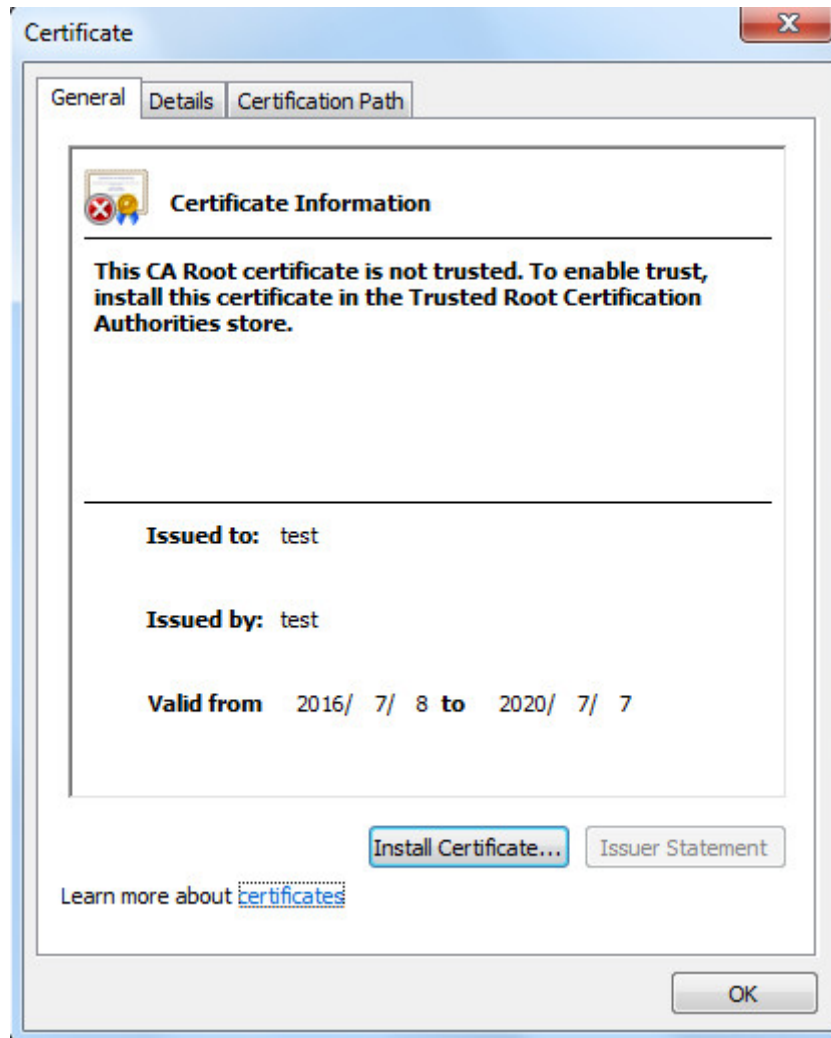 Certificate
General Details Certification Path
Certificate Information
This CA Root certificate is not trusted. To enable trust,
install this certificate in the Trusted Root Certification
Authorities store.
Issued to: test
Issued by: test
Valid from 2016/ 7/ 8 to 2020/ 7/ 7
Install Certificate... Issuer Statement
Learn more about certificates
OK